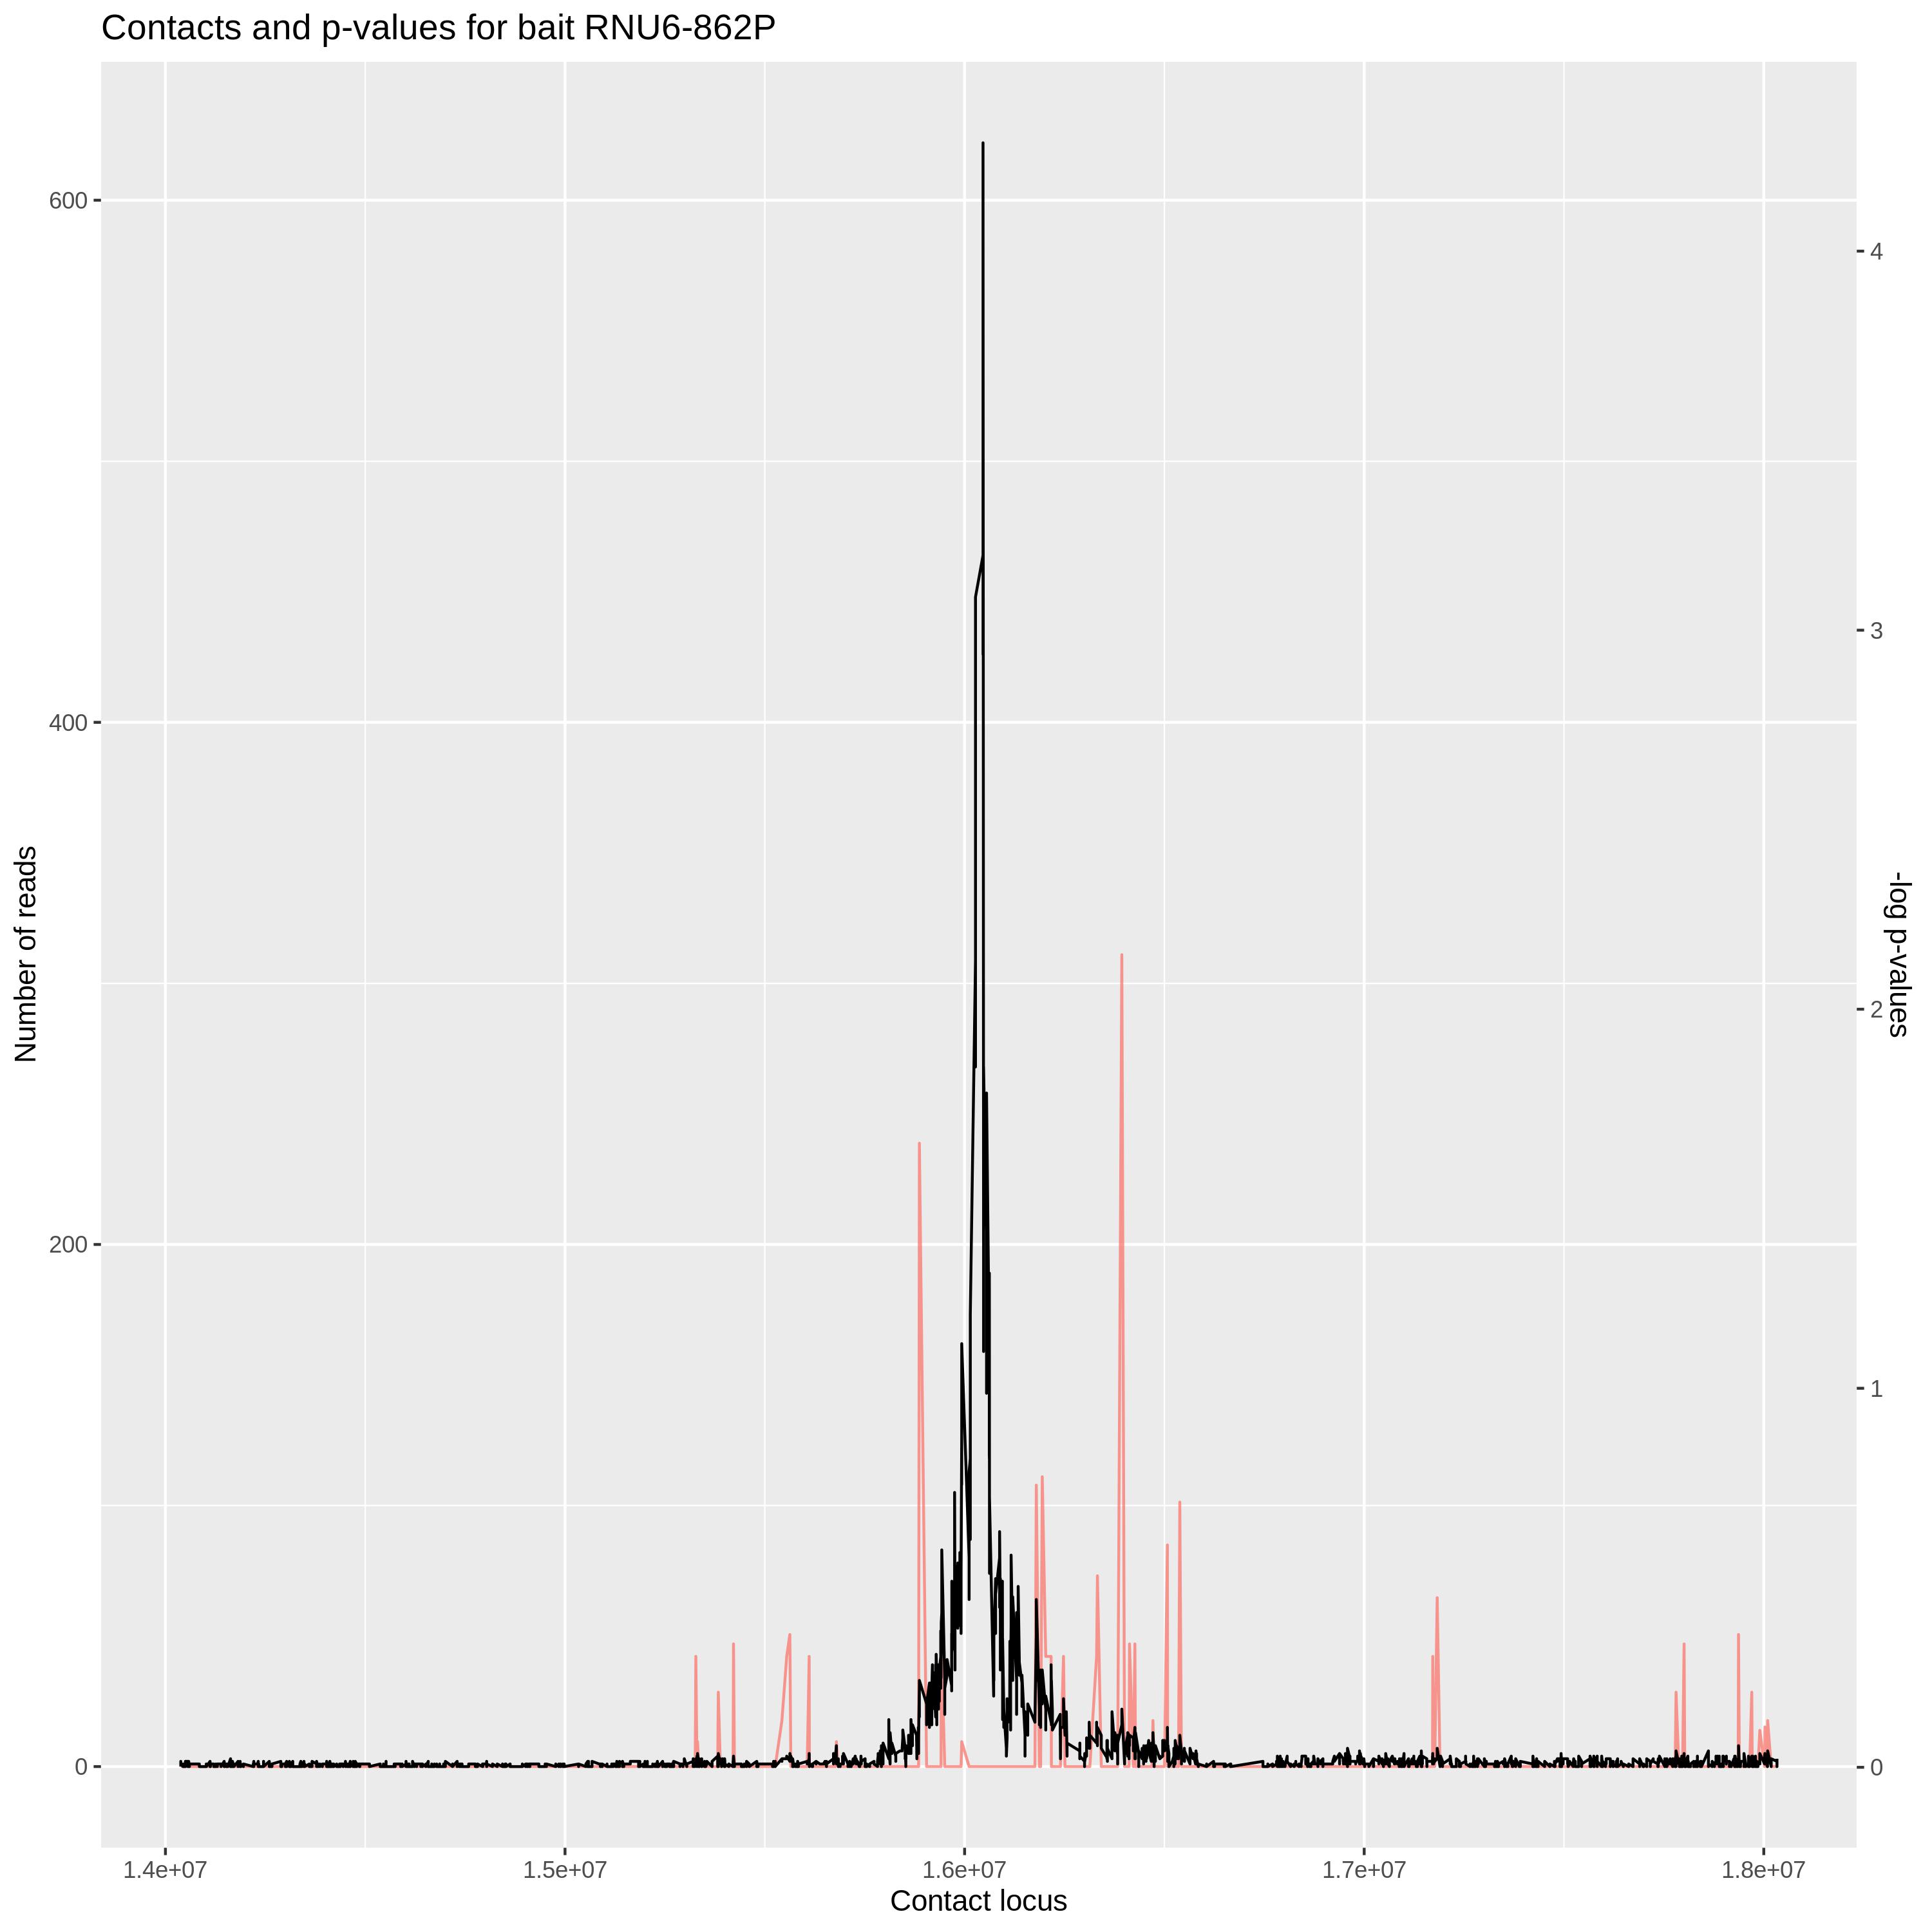 Contacts and p-values for bait RNU6-862P
600
400
200
0
Number of reads
4
3
2
1
0
-log p-values
1.4e+07 1.5e+07 1.6e+07 1.7e+07 1.8e+07
Contact locus